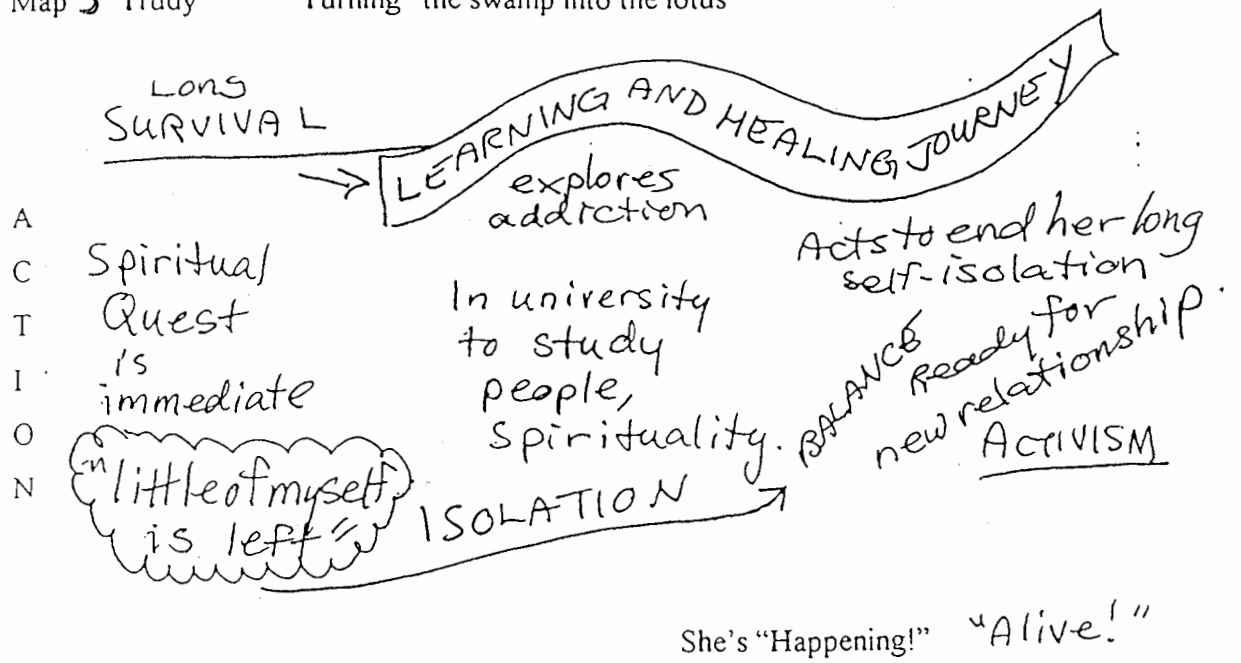 Map 3 Trudy "Turning" the swamp into the lotus
LONG
SURVIVAL
LEARNING AND HEALING JOURNEY
explores
addiction
A
C
T
I
O
N
Spiritual
Quest
is
immediate
"little of myself
is left"
In university
to study
people,
Spirituality.
ISOLATION
BALANCE
Acts to end her long
self-isolation
Ready for
new relationship.
ACTIVISM
She's "Happening!" "Alive!"